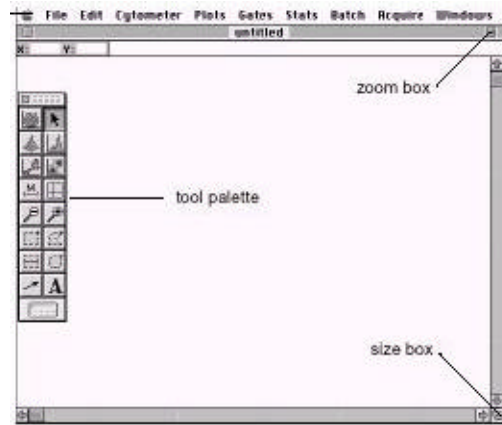 File Edit Cytometer Plots Gates Stats Batch Acquire Windows
untitled
X: Y:
zoom box
M
tool palette
A
size box